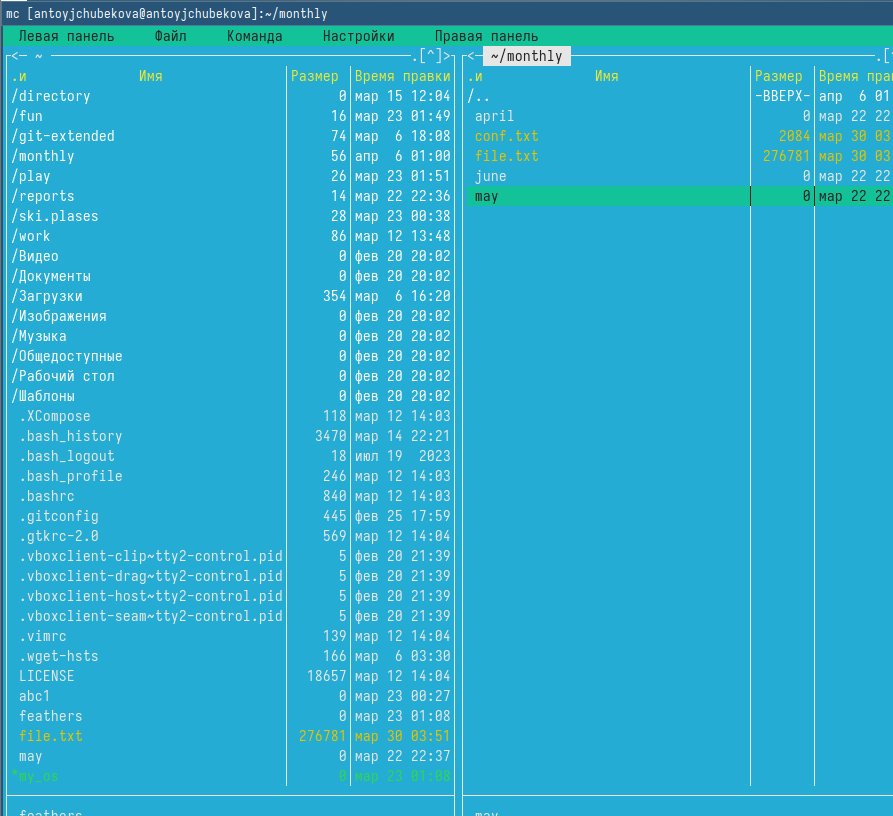 mc [antoyjchubekova@antoyjchubekova]:~/monthly
Левая панель Файл Команда Настройки Правая панель
<— ~ .[^]> <— ~/monthly .[^
.и Имя Размер Время правки .и Имя Размер Время прав
/directory 0 мар 15 12:04 /.. -ВВЕРХ- апр 6 01
/fun 16 мар 23 01:49 april 0 мар 22 22
/git-extended 74 мар 6 18:08 conf.txt 2084 мар 30 03
/monthly 56 апр 6 01:00 file.txt 276781 мар 30 03
/play 26 мар 23 01:51 june 0 мар 22 22
/reports 14 мар 22 22:36 may 0 мар 22 22
/ski.plases 28 мар 23 00:38
/work 86 мар 12 13:48
/Видео 0 фев 20 20:02
/Документы 0 фев 20 20:02
/Загрузки 354 мар 6 16:20
/Изображения 0 фев 20 20:02
/Музыка 0 фев 20 20:02
/Общедоступные 0 фев 20 20:02
/Рабочий стол 0 фев 20 20:02
/Шаблоны 0 фев 20 20:02
.XCompose 118 мар 12 14:03
.bash_history 3470 мар 14 22:21
.bash_logout 18 июл 19 2023
.bash_profile 246 мар 12 14:03
.bashrc 840 мар 12 14:03
.gitconfig 445 фев 25 17:59
.gtkrc-2.0 569 мар 12 14:04
.vboxclient-clip~tty2-control.pid 5 фев 20 21:39
.vboxclient-drag~tty2-control.pid 5 фев 20 21:39
.vboxclient-host~tty2-control.pid 5 фев 20 21:39
.vboxclient-seam~tty2-control.pid 5 фев 20 21:39
.vimrc 139 мар 12 14:04
.wget-hsts 166 мар 6 03:30
LICENSE 18657 мар 12 14:04
abc1 0 мар 23 00:27
feathers 0 мар 23 01:08
file.txt 276781 мар 30 03:51
may 0 мар 22 22:37
*my_os 0 мар 23 01:08
feathers may